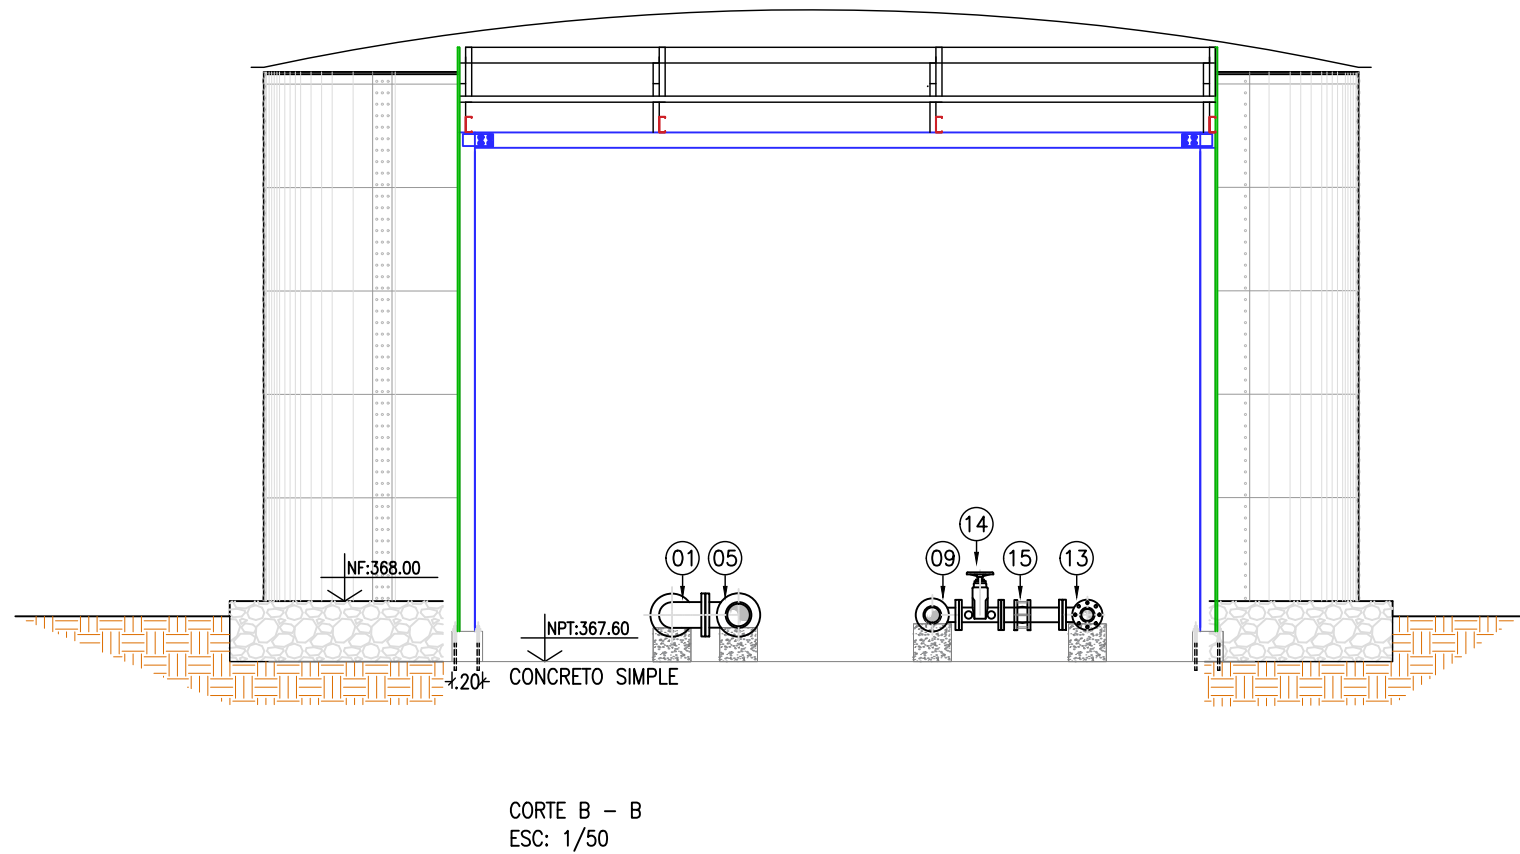 14
01
05
09
15
13
NF:368.00
NPT:367.60
.20
CONCRETO SIMPLE
CORTE B - B
ESC: 1/50